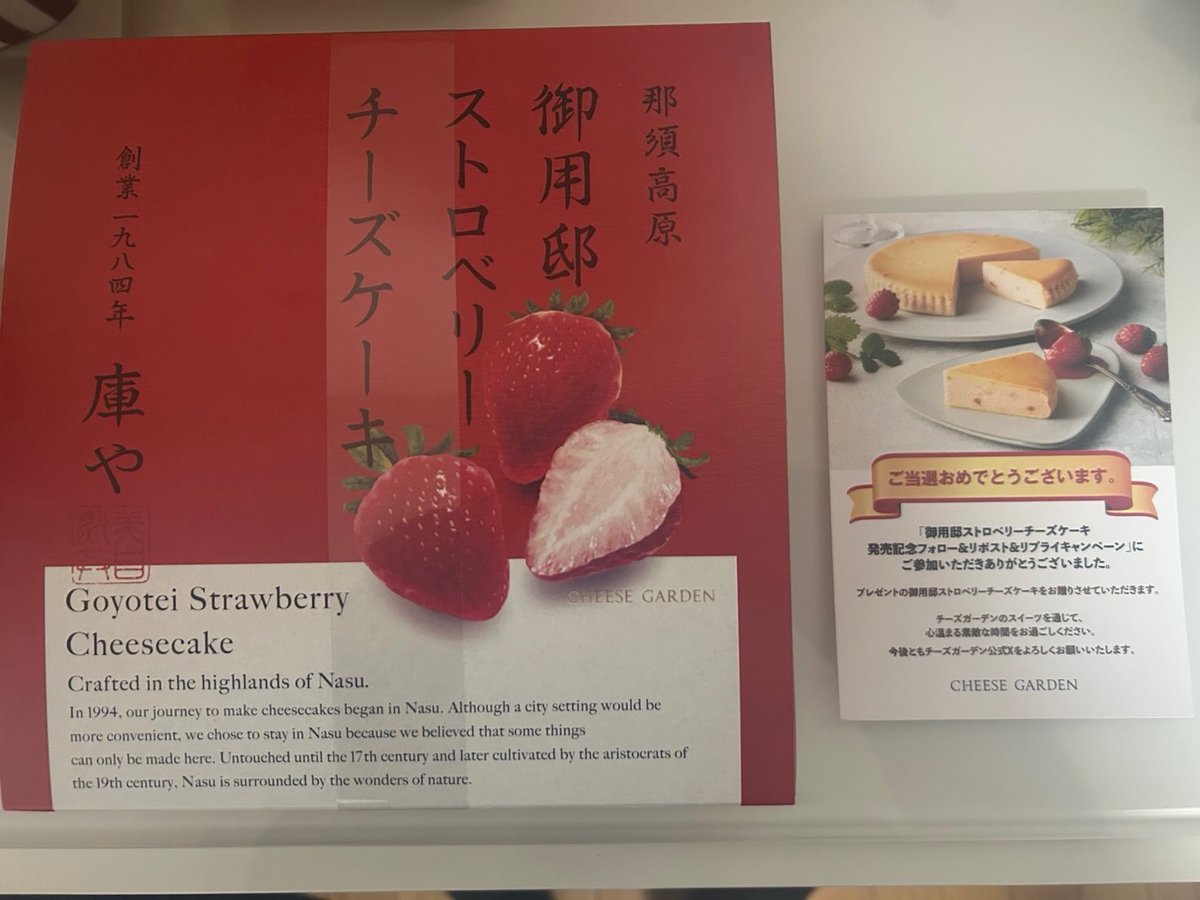 那須高原
御用邸
ストロベリー
チーズケーキ
創業一九八四年 庫や
Goyotei Strawberry
Cheesecake
CHEESE GARDEN
Crafted in the highlands of Nasu.
In 1994, our journey to make cheesecakes began in Nasu. Although a city setting would be
more convenient, we chose to stay in Nasu because we believed that some things
can only be made here. Untouched until the 17th century and later cultivated by the aristocrats of
the 19th century, Nasu is surrounded by the wonders of nature.
ご当選おめでとうございます。
「御用邸ストロベリーチーズケーキ
発売記念フォロー&リポスト&リプライキャンペーン」に
ご参加いただきありがとうございました。
プレゼントの御用邸ストロベリーチーズケーキをお贈りさせていただきます。
チーズガーデンのスイーツを通じて、
心温まる素敵な時間をお過ごしください。
今後ともチーズガーデン公式Xをよろしくお願いいたします。
CHEESE GARDEN